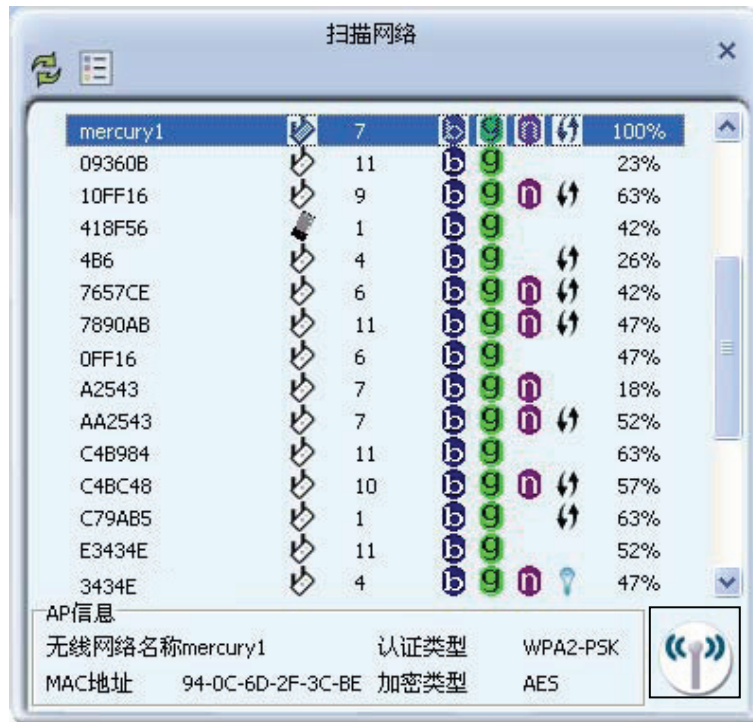 扫描网络
mercury1 7 b g n 100%
09360B 11 b g 23%
10FF16 9 b g n 63%
418F56 1 b g 42%
4B6 4 b g 26%
7657CE 6 b g n 42%
7890AB 11 b g n 47%
0FF16 6 b g 47%
A2543 7 b g n 18%
AA2543 7 b g n 52%
C4B984 11 b g 63%
C4BC48 10 b g n 57%
C79AB5 1 b g 63%
E3434E 11 b g 52%
3434E 4 b g n 47%
AP信息
无线网络名称mercury1 认证类型 WPA2-PSK
MAC地址 94-0C-6D-2F-3C-BE 加密类型 AES